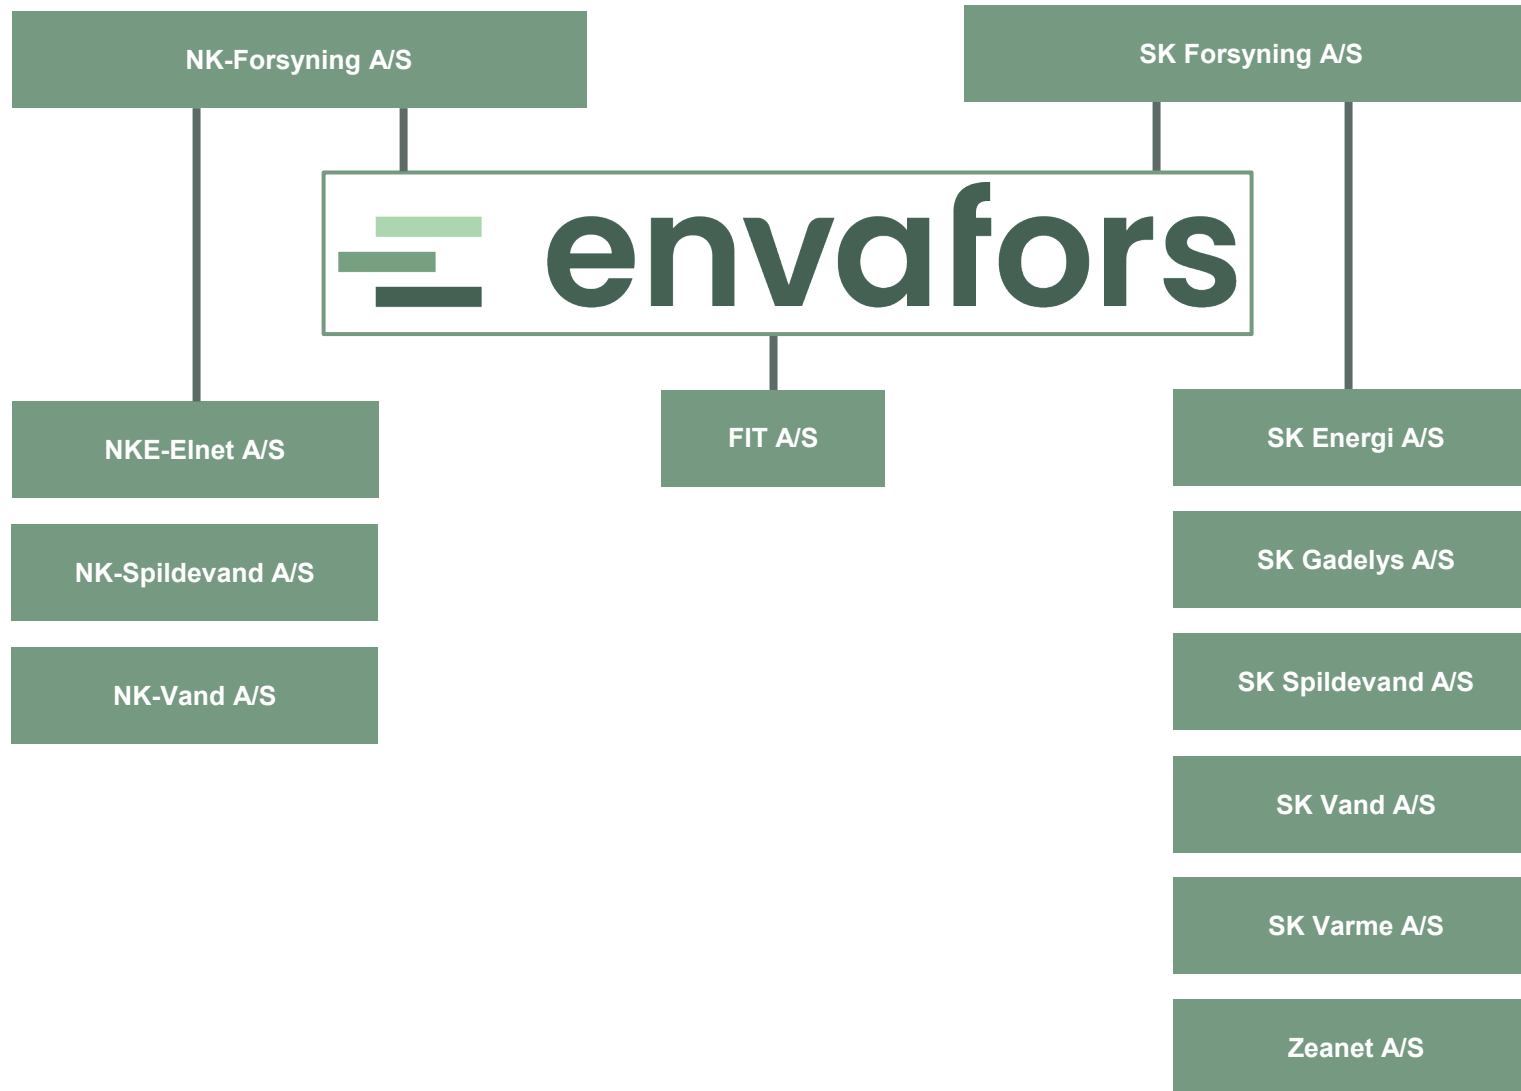 NK-Forsyning A/S
SK Forsyning A/S
envafors
NKE-Elnet A/S
FIT A/S
SK Energi A/S
NK-Spildevand A/S
SK Gadelys A/S
NK-Vand A/S
SK Spildevand A/S
SK Vand A/S
SK Varme A/S
Zeanet A/S